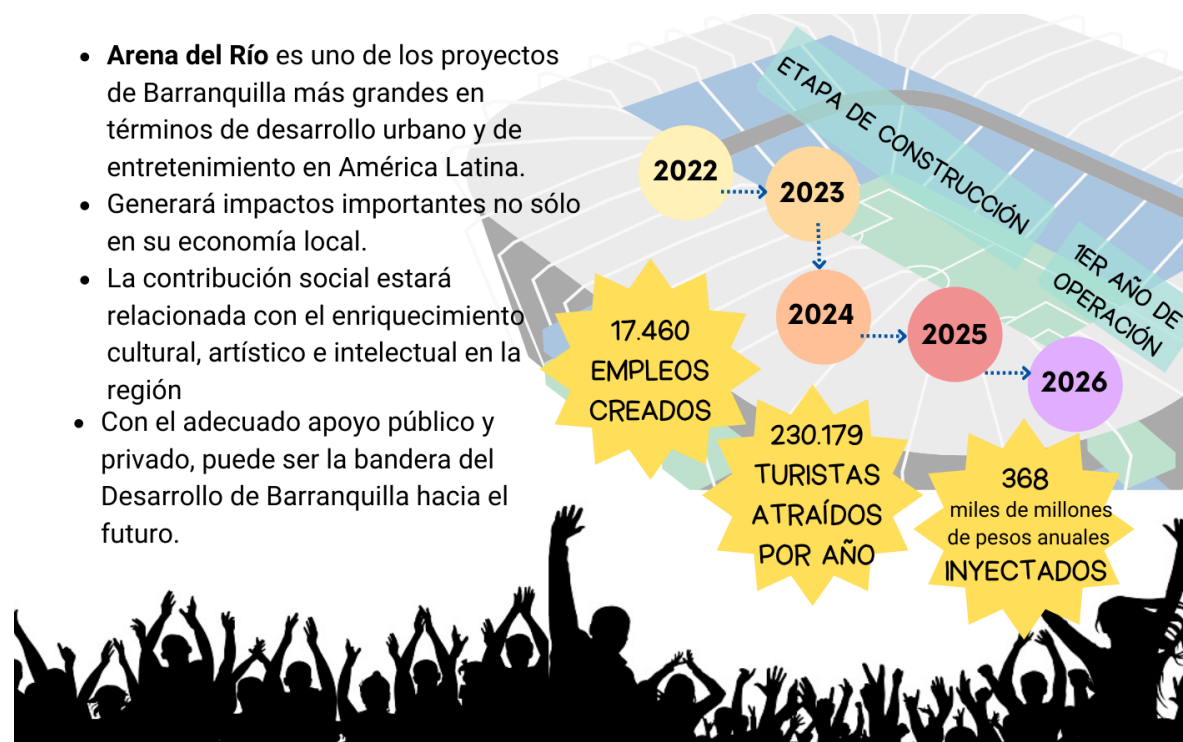 Arena del Río es uno de los proyectos
de Barranquilla más grandes en
términos de desarrollo urbano y de
entretenimiento en América Latina.
Generará impactos importantes no sólo
en su economía local.
La contribución social estará
relacionada con el enriquecimiento
cultural, artístico e intelectual en la
región
Con el adecuado apoyo público y
privado, puede ser la bandera del
Desarrollo de Barranquilla hacia el
futuro.
ETAPA DE CONSTRUCCIÓN
2022
2023
2024
2025
2026
1ER AÑO DE
OPERACIÓN
17.460
EMPLEOS
CREADOS
230.179
TURISTAS
ATRAÍDOS
POR AÑO
368
miles de millones
de pesos anuales
INYECTADOS